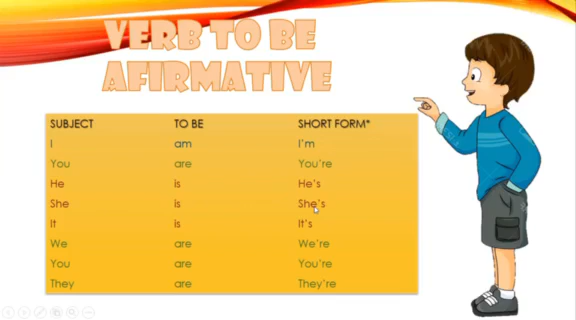 VERB TO BE
AFIRMATIVE
SUBJECT TO BE SHORT FORM*
I am I'm
You are You're
He is He's
She is She's
It is It's
We are We're
You are You're
They are They're